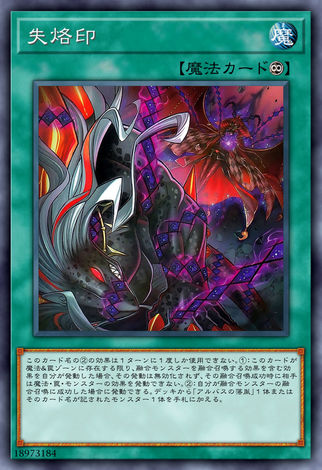 失烙印
魔
【魔法カード】
このカード名の②の効果は１ターンに１度しか使用できない。①：このカードが
魔法&罠ゾーンに存在する限り、融合モンスターを融合召喚する効果を含む効
果を自分が発動した場合、その発動は無効化されず、その融合召喚成功時に相手
は魔法・罠・モンスターの効果を発動できない。②：自分が融合モンスターの融
合召喚に成功した場合に発動できる。デッキから「アルバスの落胤」１体または
そのカード名が記されたモンスター１体を手札に加える。
18973184